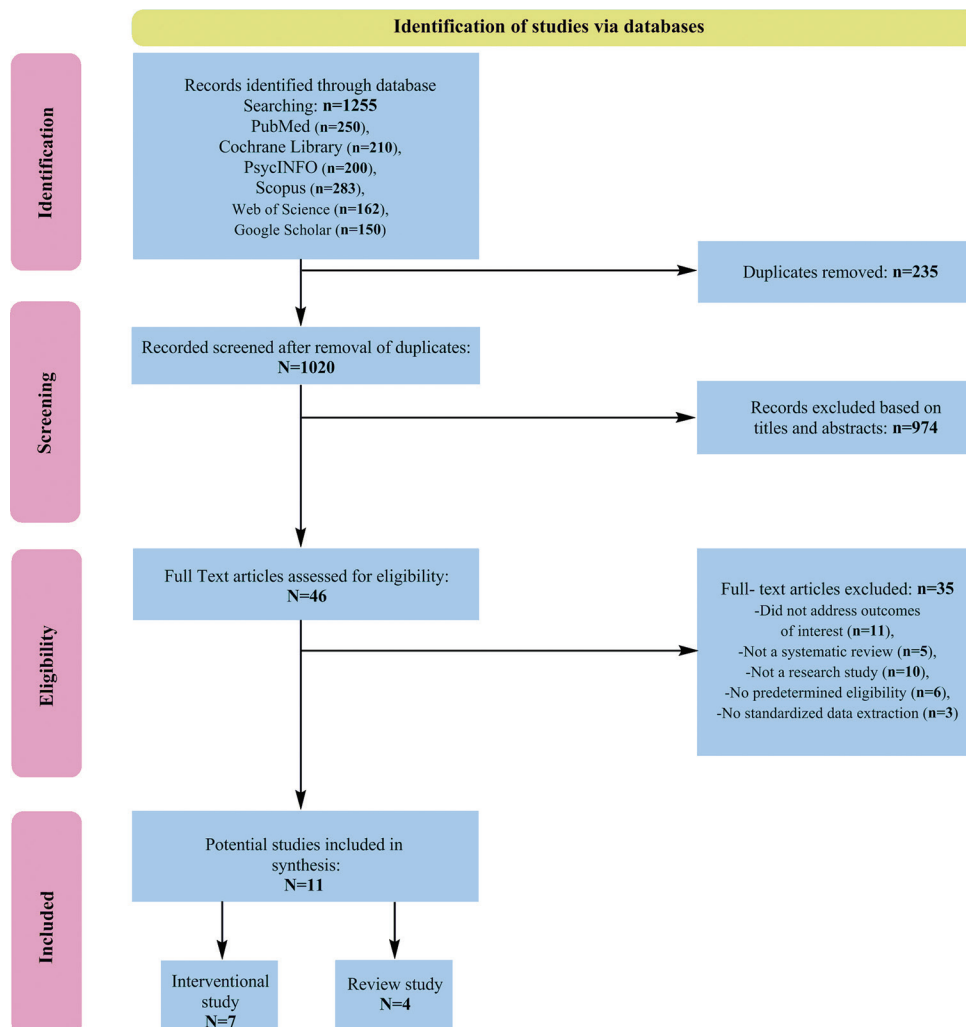 Identification of studies via databases
Identification
Records identified through database
Searching: n=1255
PubMed (n=250),
Cochrane Library (n=210),
PsycINFO (n=200),
Scopus (n=283),
Web of Science (n=162),
Google Scholar (n=150)
Duplicates removed: n=235
Screening
Recorded screened after removal of duplicates:
N=1020
Records excluded based on
titles and abstracts: n=974
Eligibility
Full Text articles assessed for eligibility:
N=46
Full- text articles excluded: n=35
-Did not address outcomes
of interest (n=11),
-Not a systematic review (n=5),
-Not a research study (n=10),
-No predetermined eligibility (n=6),
-No standardized data extraction (n=3)
Included
Potential studies included in
synthesis:
N=11
Interventional
study
N=7
Review study
N=4